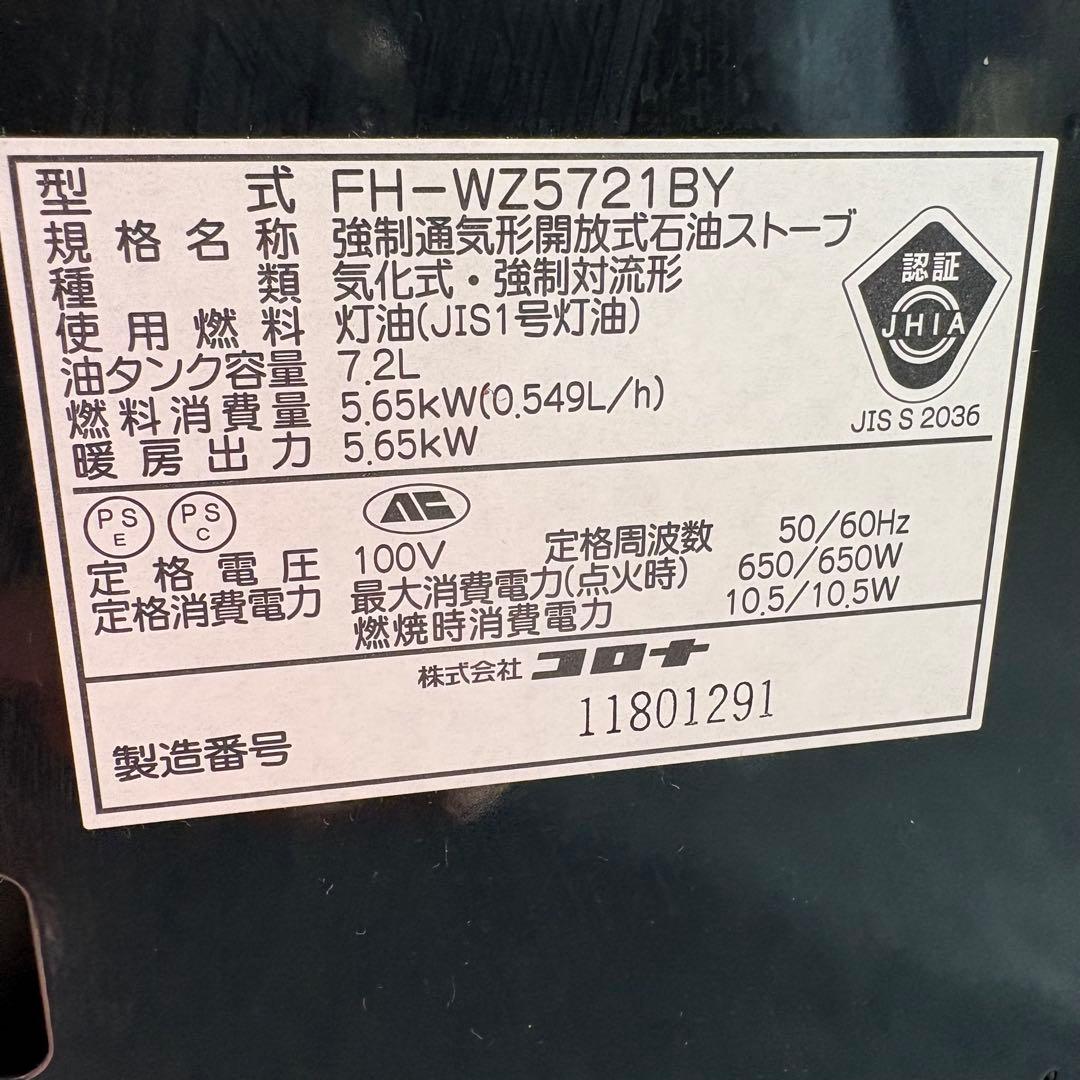 型式 FH-WZ5721BY
規格名称 強制通気形開放式石油ストーブ
種類 気化式・強制対流形
使用燃料 灯油(JIS1号灯油)
油タンク容量 7.2L
燃料消費量 5.65kW(0.549L/h)
暖房出力 5.65kW
認証
JHIA
S
JIS S 2036
PS
E
PS
C
定格電圧 100V 定格周波数 50/60Hz
定格消費電力 最大消費電力(点火時) 650/650W
燃焼時消費電力 10.5/10.5W
株式会社 コロナ
製造番号 11801291